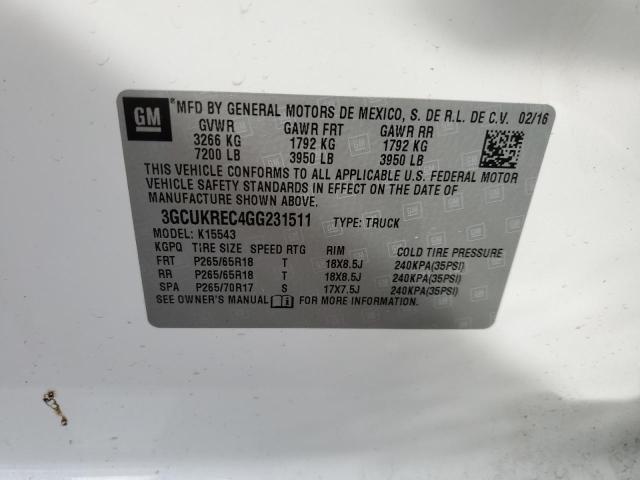 GM MFD BY GENERAL MOTORS DE MEXICO, S. DE R.L. DE C.V. 02/16
GVWR GAWR FRT GAWR RR
3266 KG 1792 KG 1792 KG
7200 LB 3950 LB 3950 LB
THIS VEHICLE CONFORMS TO ALL APPLICABLE U.S. FEDERAL MOTOR
VEHICLE SAFETY STANDARDS IN EFFECT ON THE DATE OF
MANUFACTURE SHOWN ABOVE.
3GCUKREC4GG231511 TYPE: TRUCK
MODEL: K15543
KGPQ TIRE SIZE SPEED RTG RIM COLD TIRE PRESSURE
FRT P265/65R18 T 18X8.5J 240KPA(35PSI)
RR P265/65R18 T 18X8.5J 240KPA(35PSI)
SPA P265/70R17 S 17X7.5J 240KPA(35PSI)
SEE OWNER'S MANUAL FOR MORE INFORMATION.